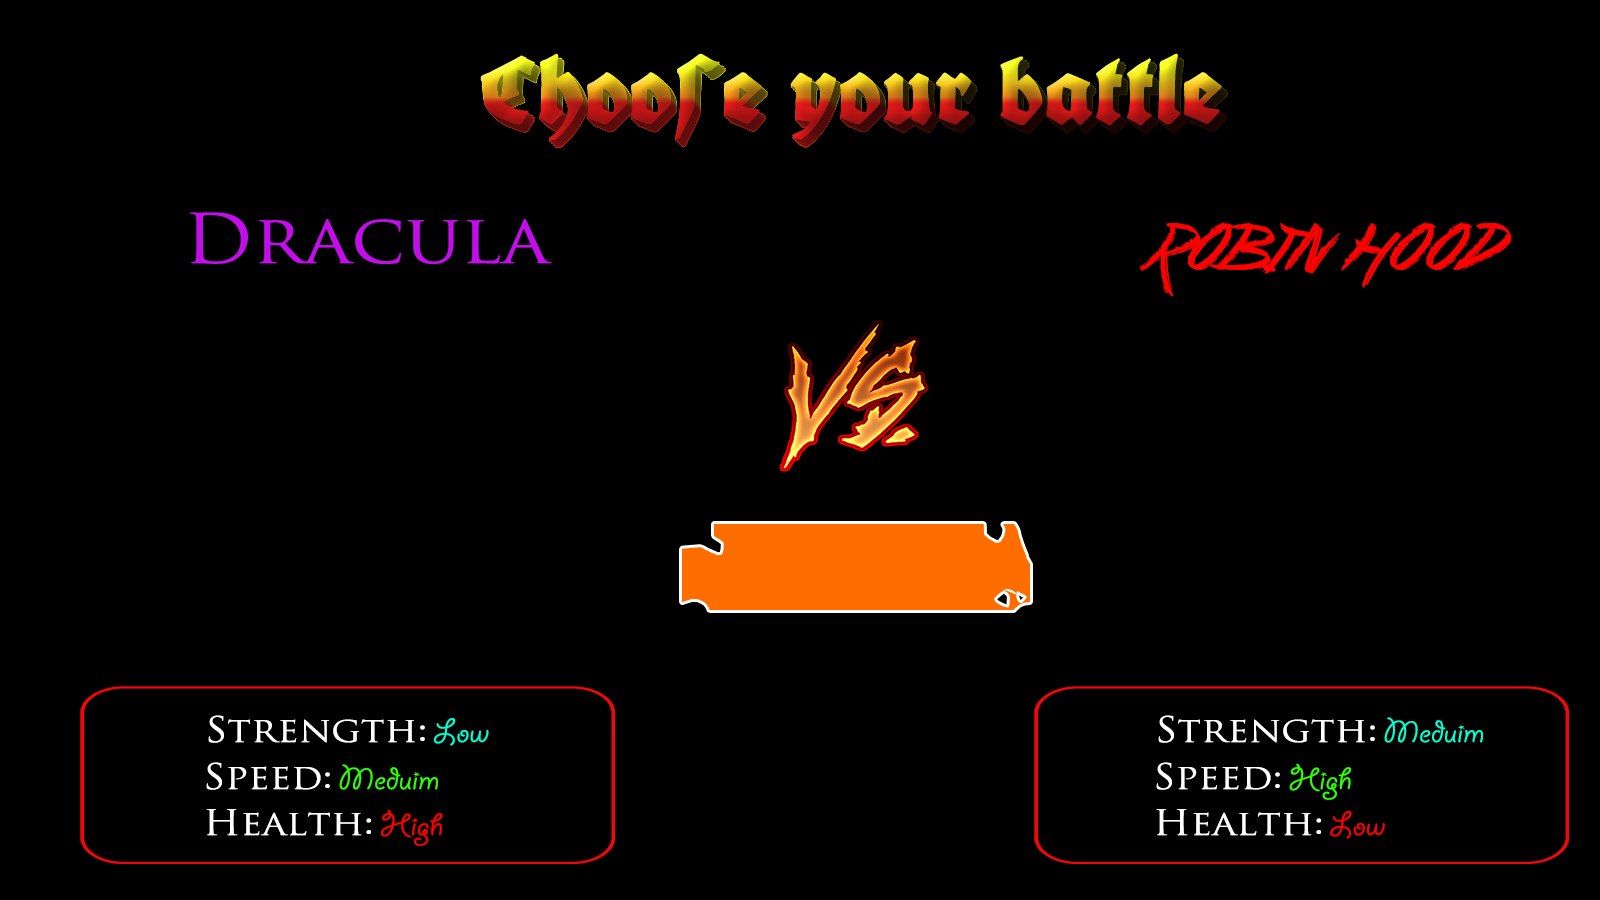 Chooſe your battle
DRACULA
ROBIN HOOD
VS.
STRENGTH: Low
SPEED: Meduim
HEALTH: High
STRENGTH: Meduim
SPEED: High
HEALTH: Low